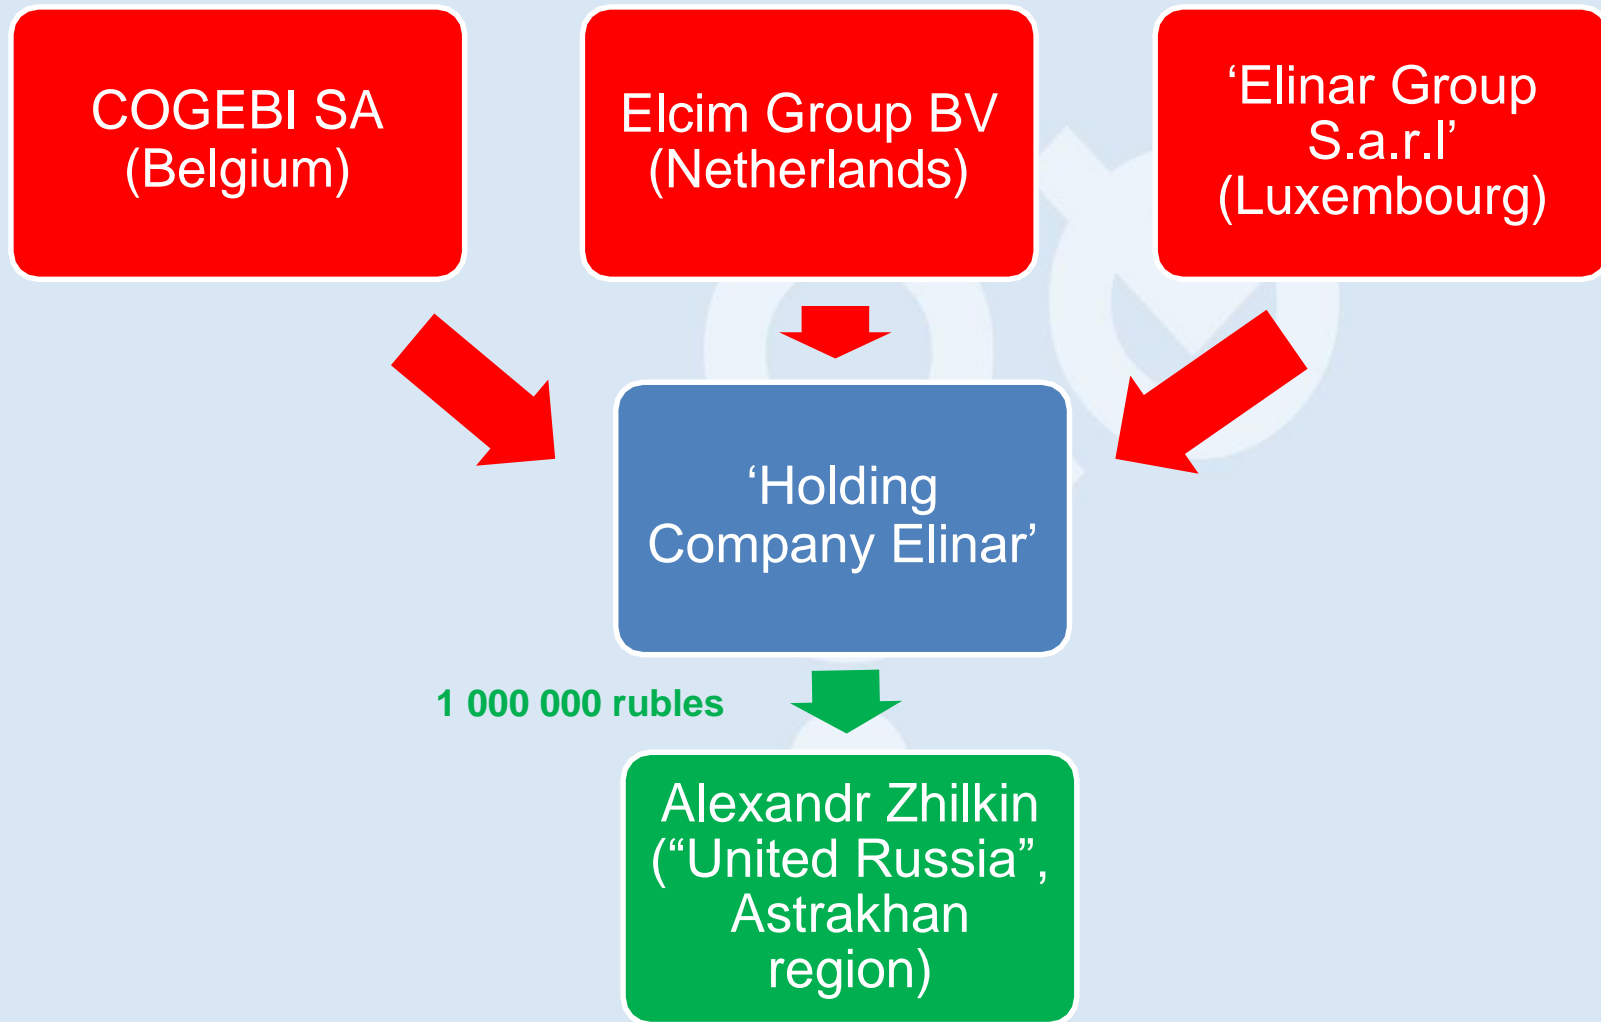 COGEBI SA
(Belgium)
Elcim Group BV
(Netherlands)
‘Elinar Group
S.a.r.l’
(Luxembourg)
‘Holding
Company Elinar’
1 000 000 rubles
Alexandr Zhilkin
(“United Russia”,
Astrakhan
region)